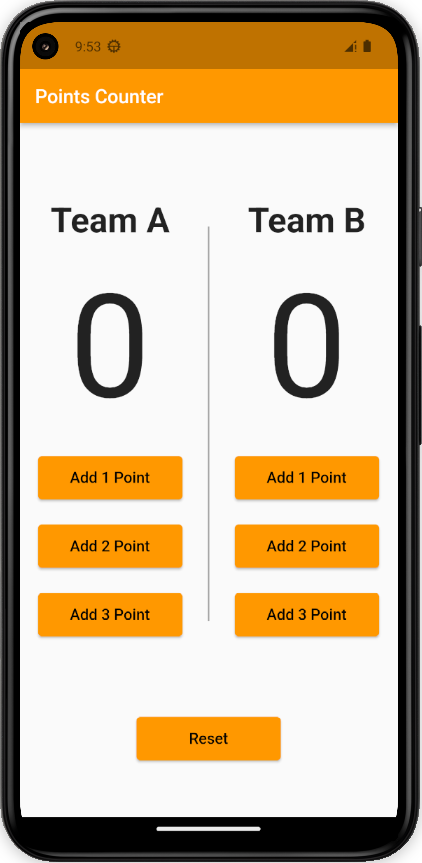 9:53
Points Counter
Team A
Team B
0
0
Add 1 Point
Add 1 Point
Add 2 Point
Add 2 Point
Add 3 Point
Add 3 Point
Reset